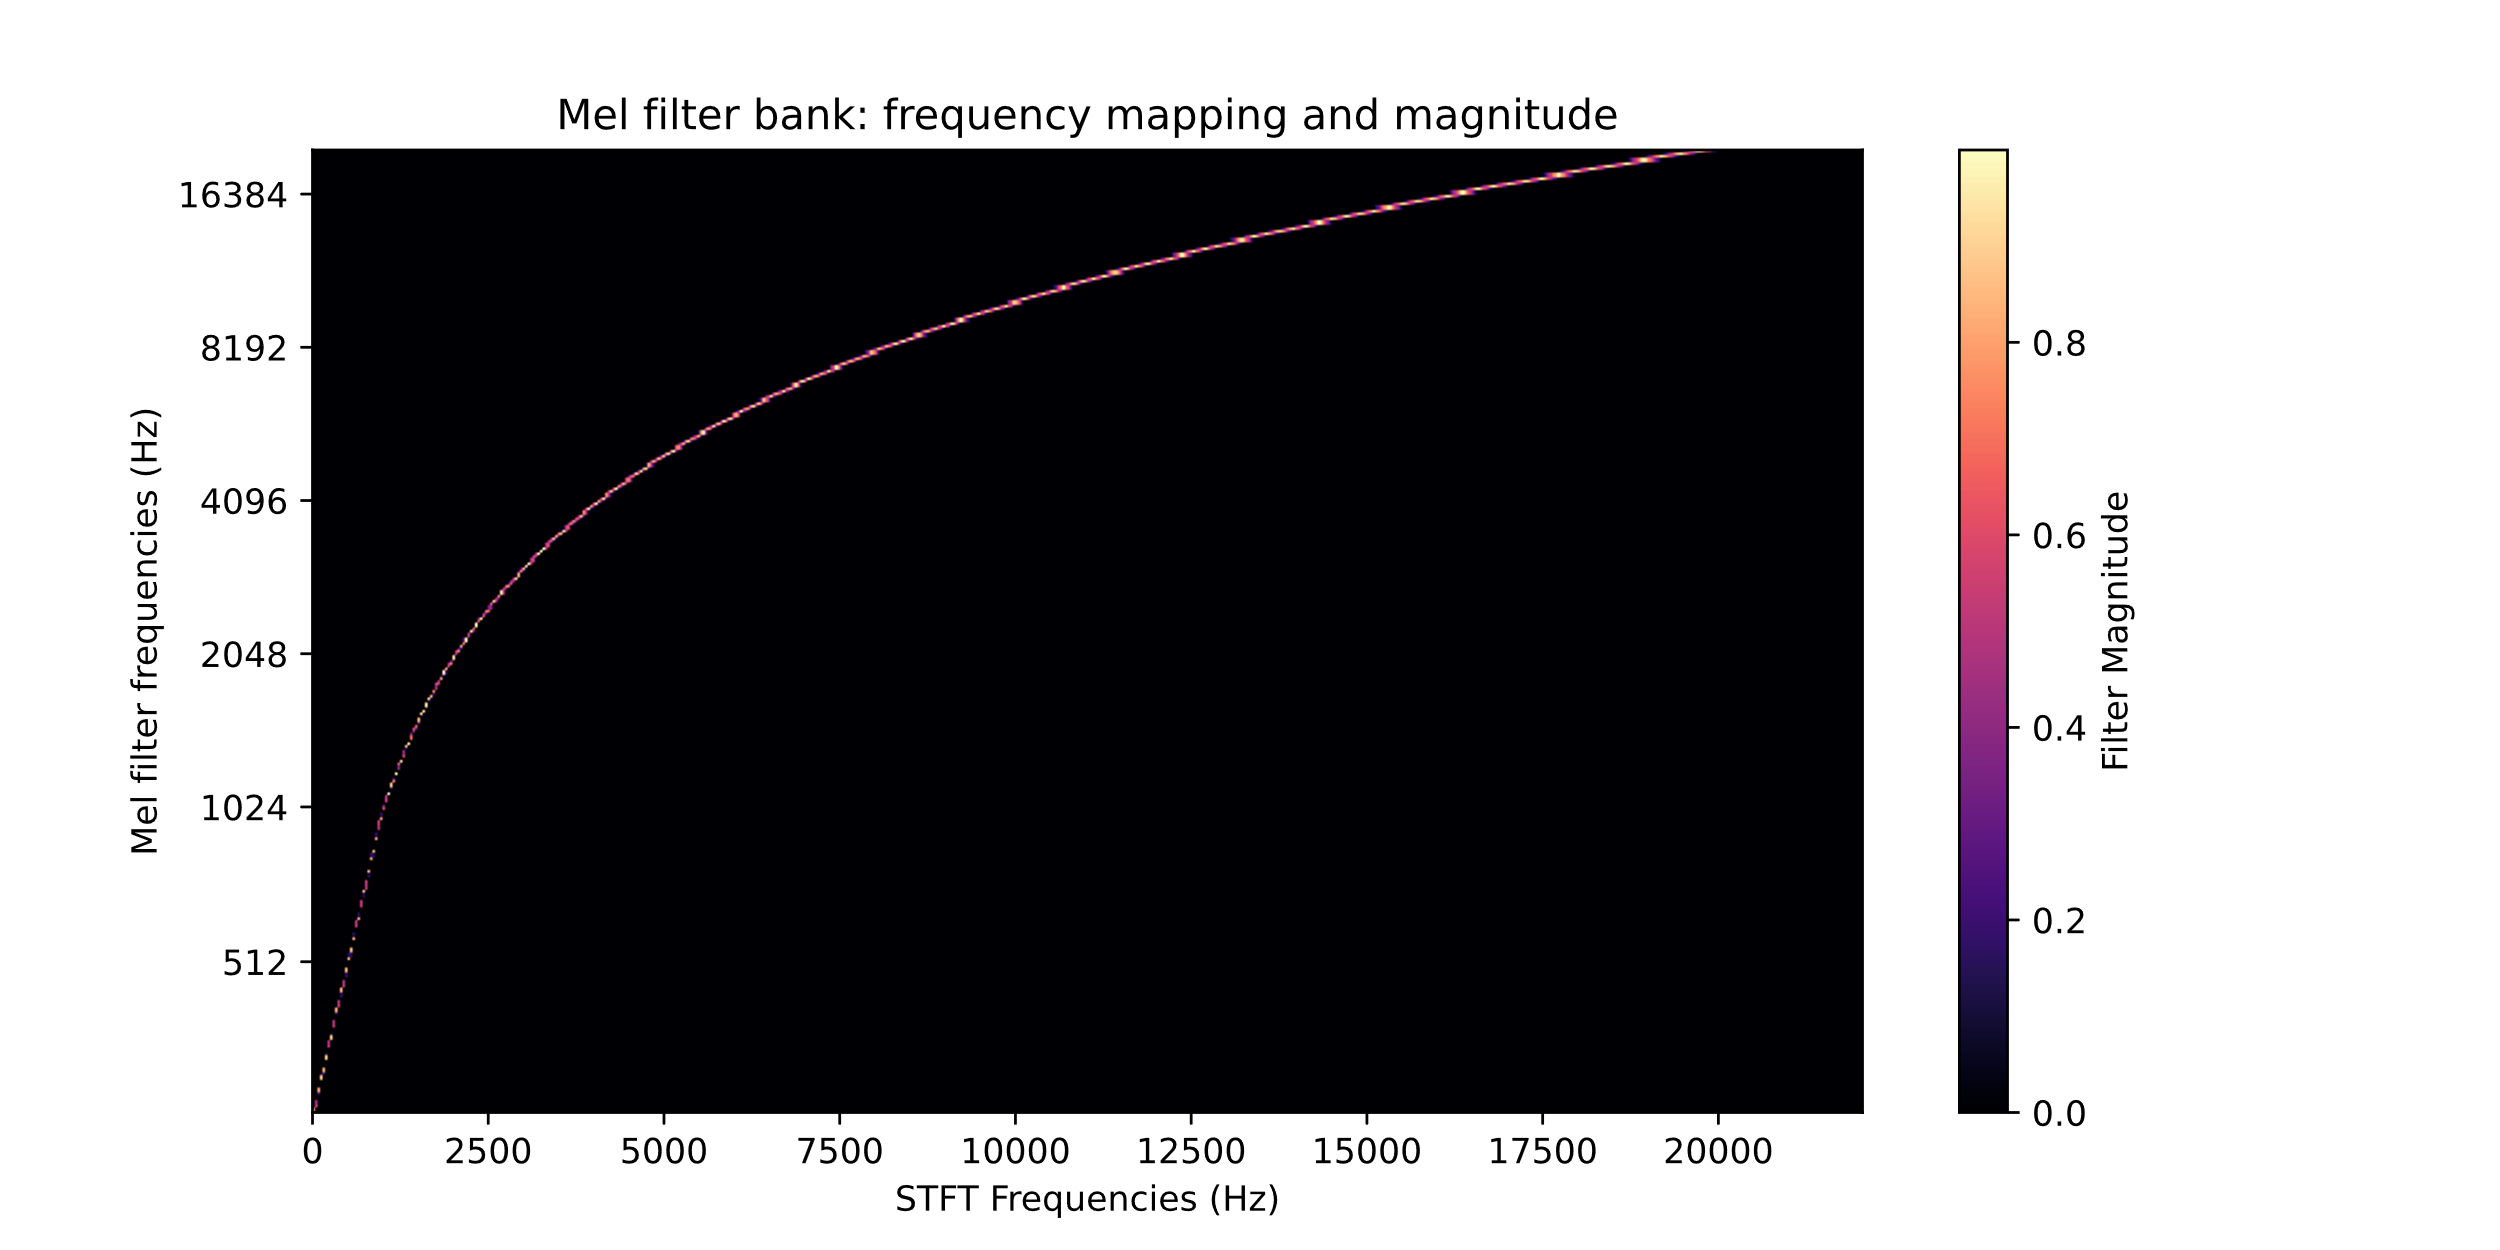 Mel filter bank: frequency mapping and magnitude
Mel filter frequencies (Hz)
16384
8192
4096
2048
1024
512
0 2500 5000 7500 10000 12500 15000 17500 20000
STFT Frequencies (Hz)
0.8
0.6
0.4
0.2
0.0
Filter Magnitude